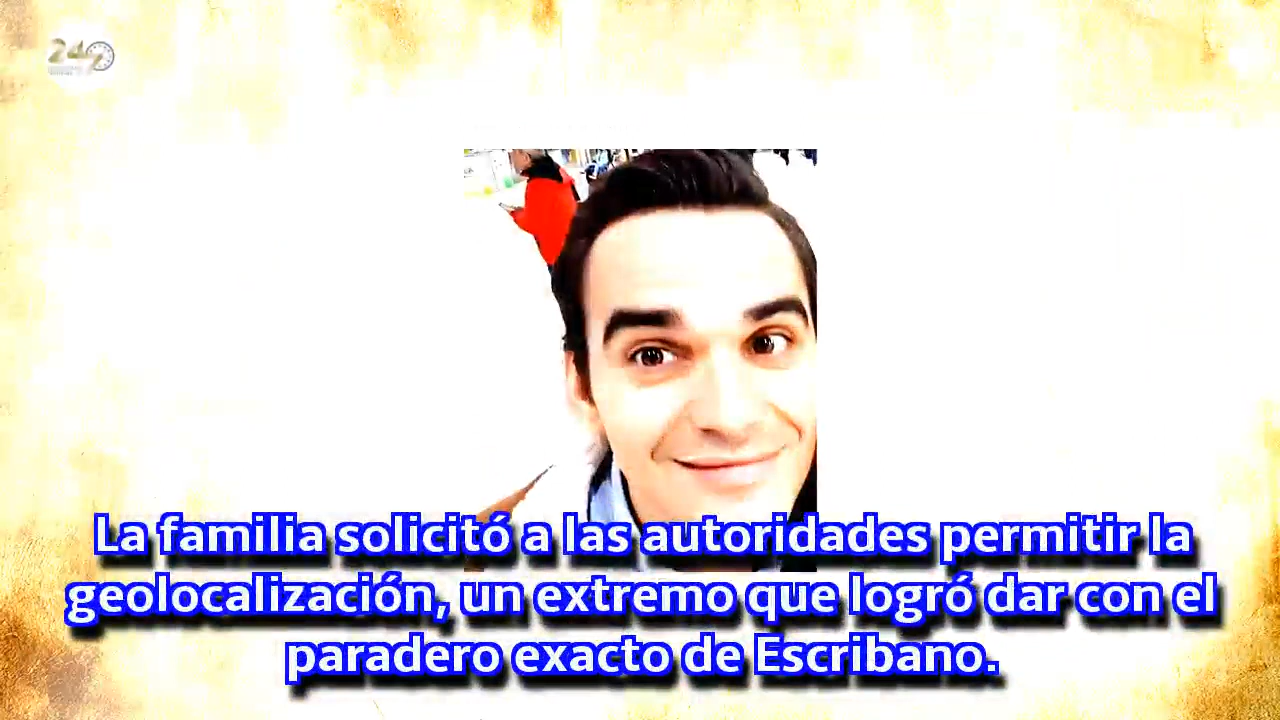 247
La familia solicitó a las autoridades permitir la
geolocalización, un extremo que logró dar con el
paradero exacto de Escribano.